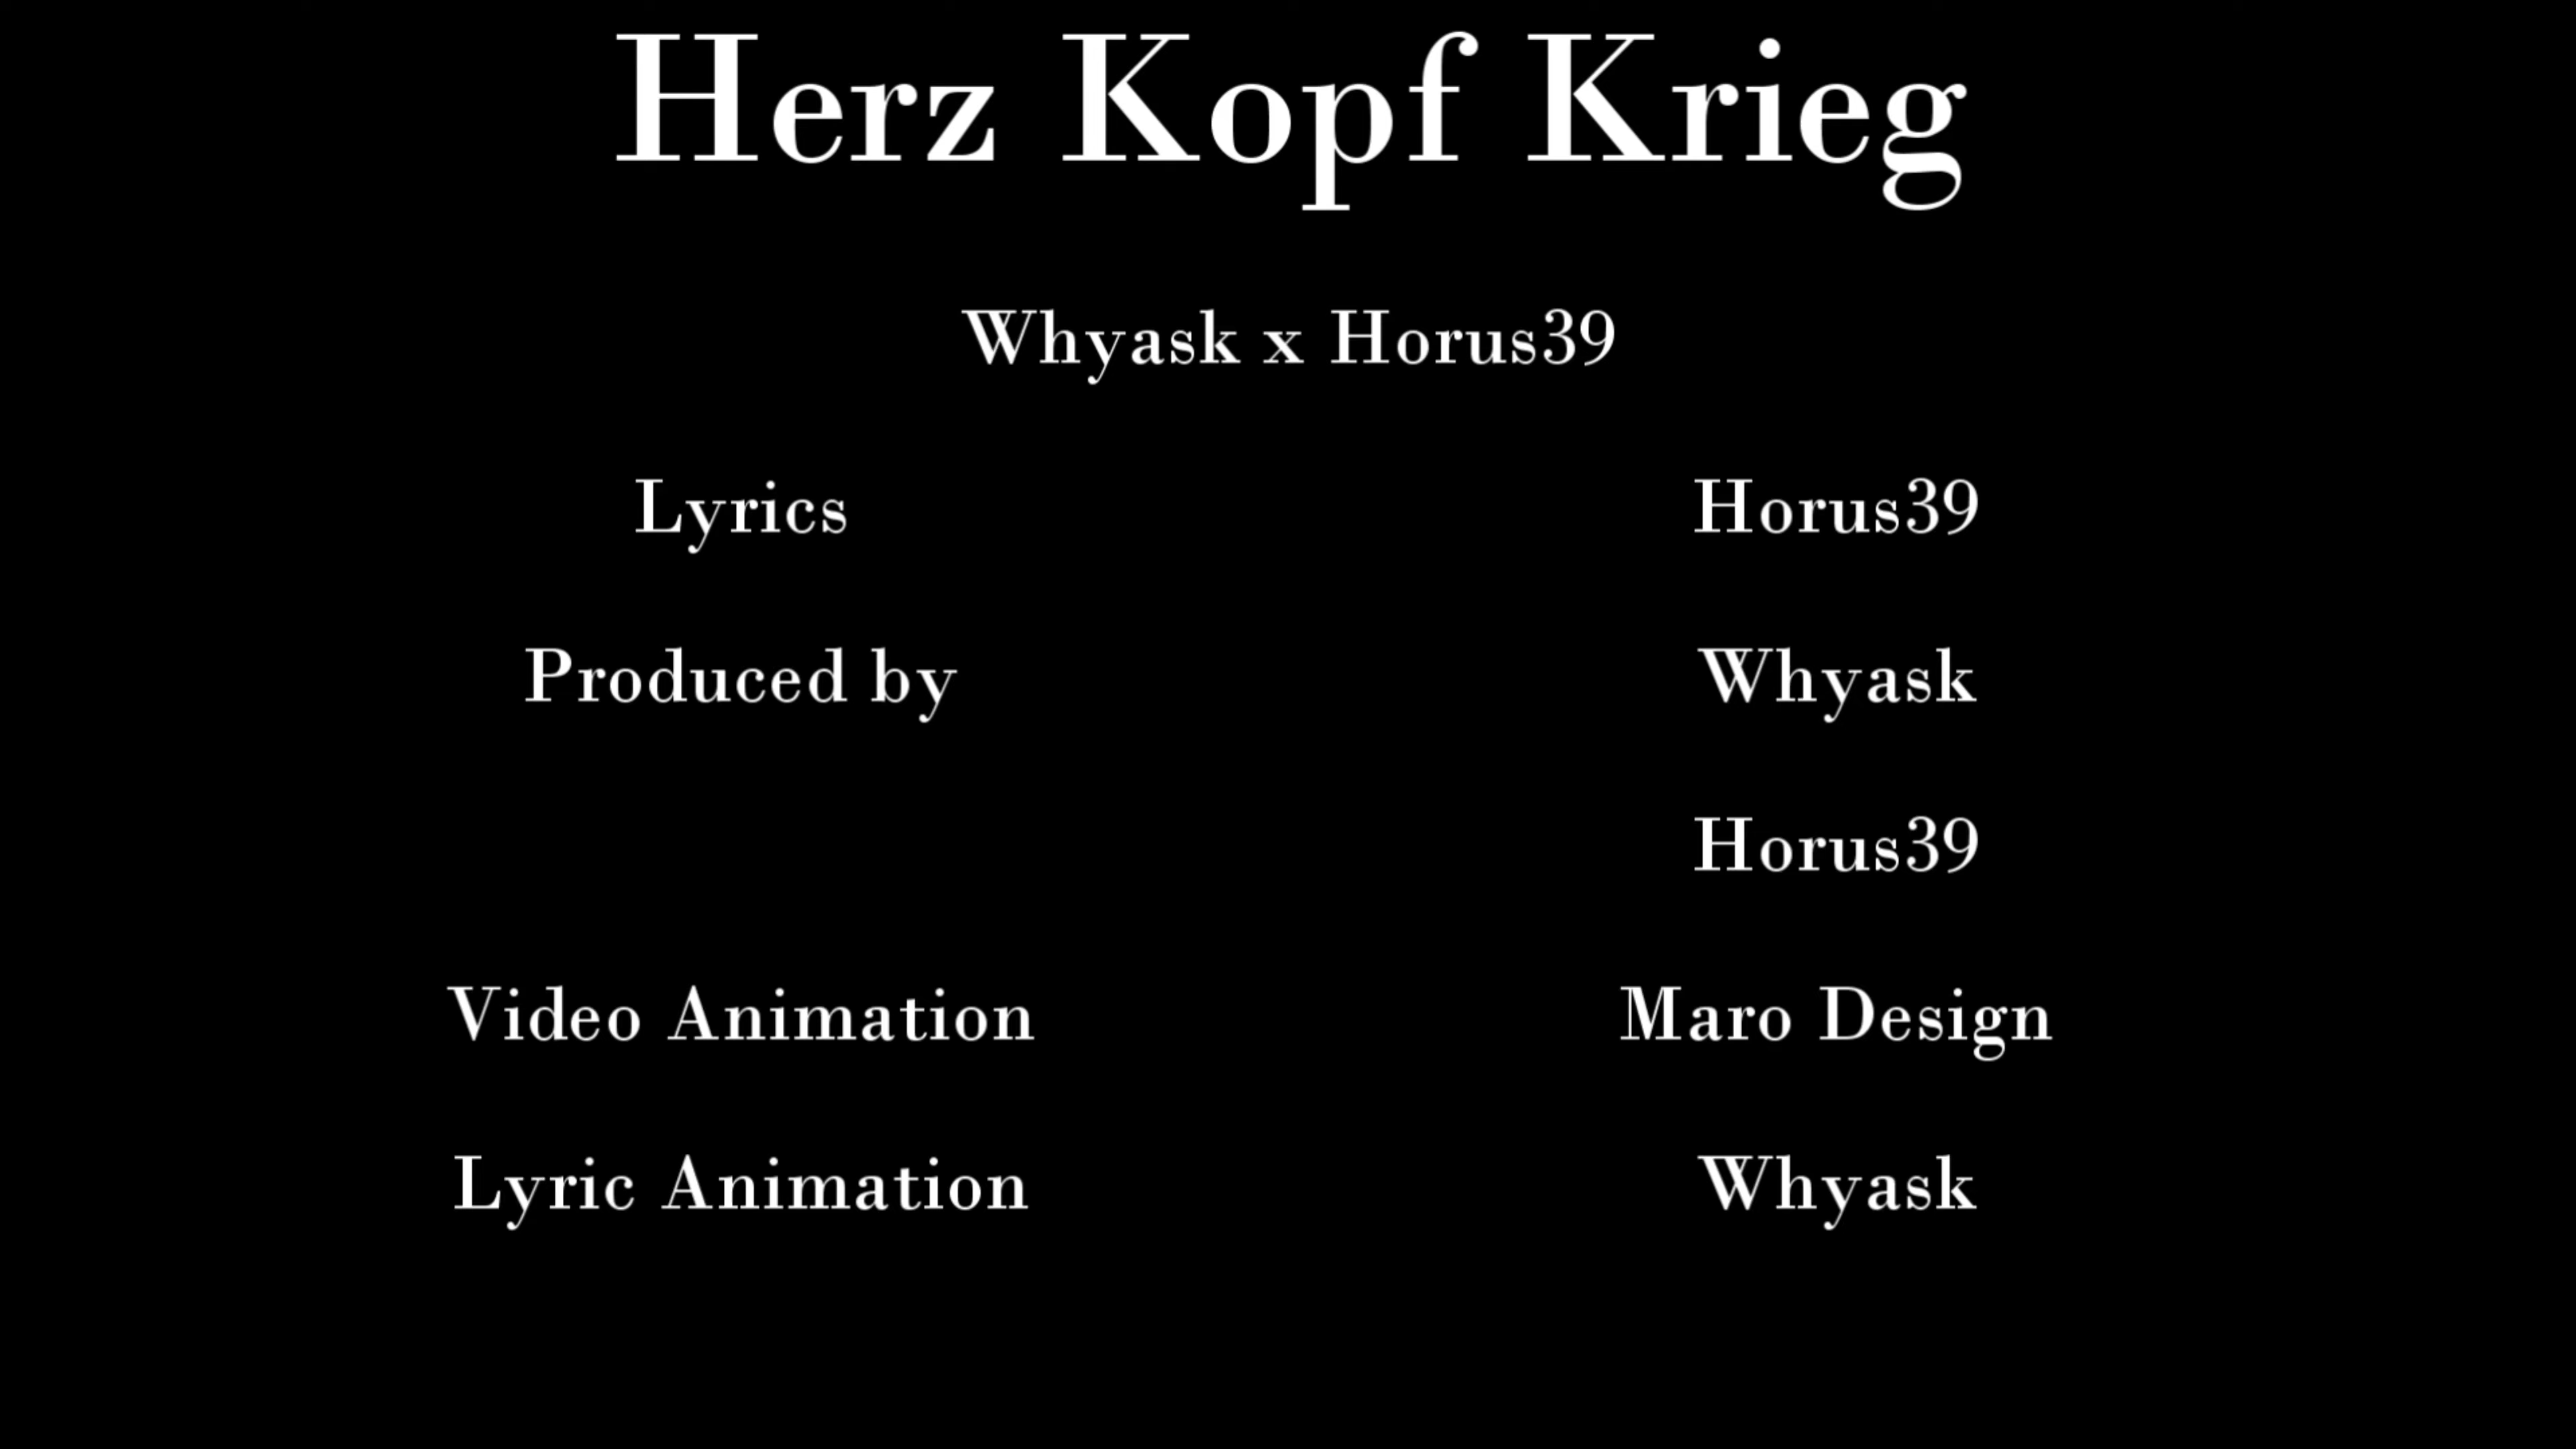 Herz Kopf Krieg
Whyask x Horus39
Lyrics Horus39
Produced by Whyask
Horus39
Video Animation Maro Design
Lyric Animation Whyask